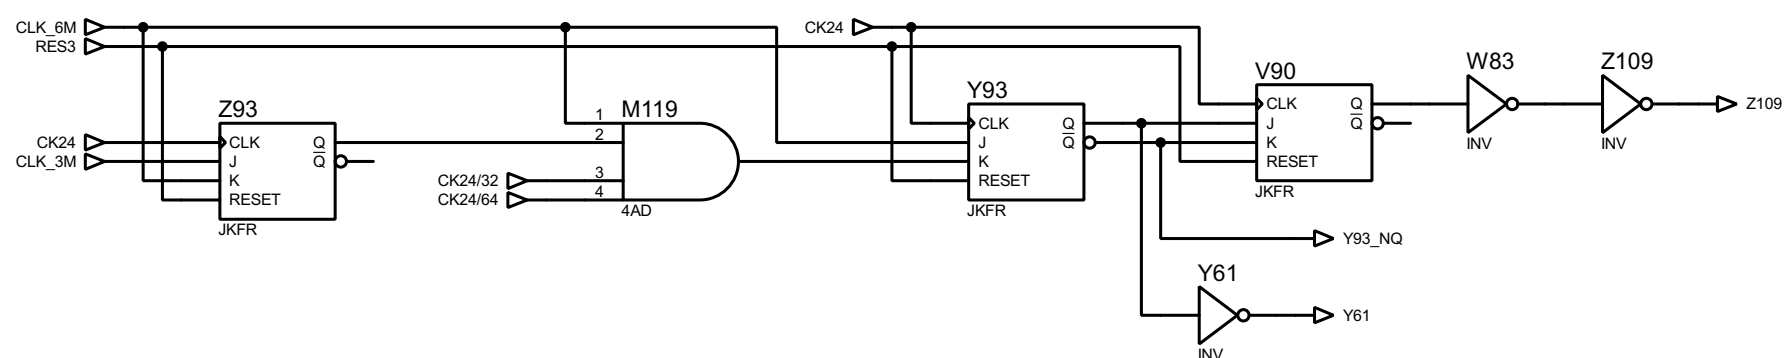 CLK_6M
RES3
CK24
CLK_3M
Z93
CLK
J
K
RESET
Q
Q
JKFR
M119
1
2
3
4
4AD
CK24/32
CK24/64
CK24
Y93
CLK
J
K
RESET
Q
Q
JKFR
V90
CLK
J
K
RESET
Q
Q
JKFR
W83
INV
Z109
INV
Z109
Y93_NQ
Y61
INV
Y61